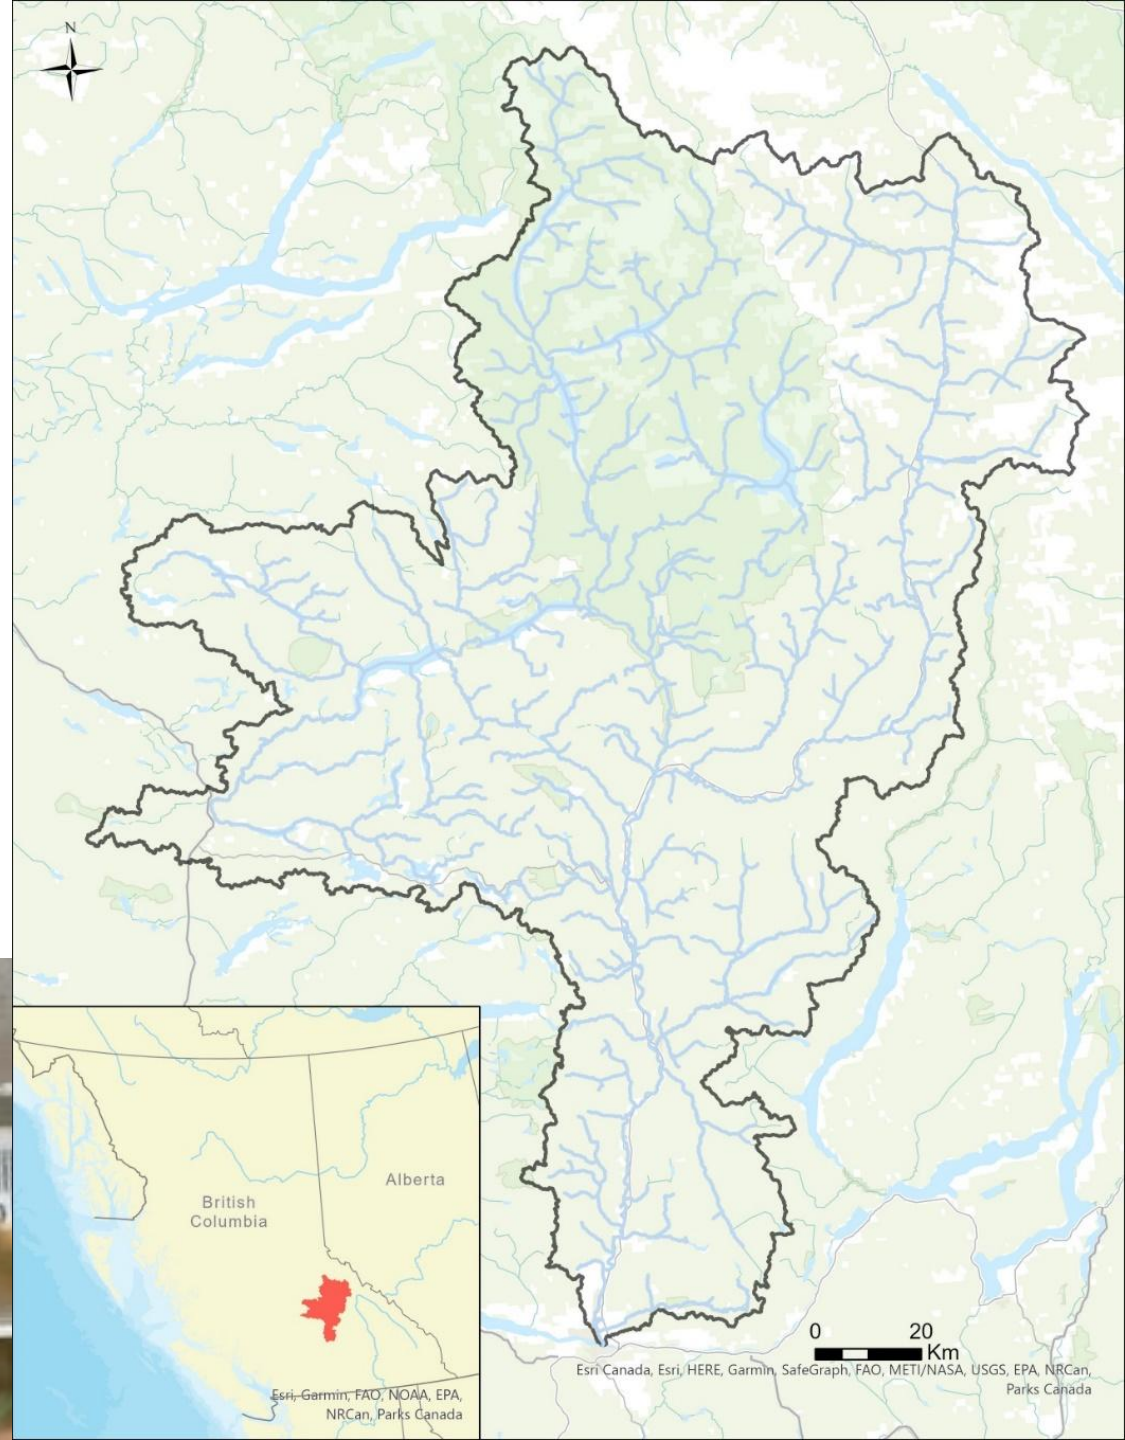 N
British
Columbia
Alberta
Esri, Garmin, FAO, NOAA, EPA,
NRCan, Parks Canada
0 20
Km
Esri Canada, Esri, HERE, Garmin, SafeGraph, FAO, METI/NASA, USGS, EPA, NRCan,
Parks Canada